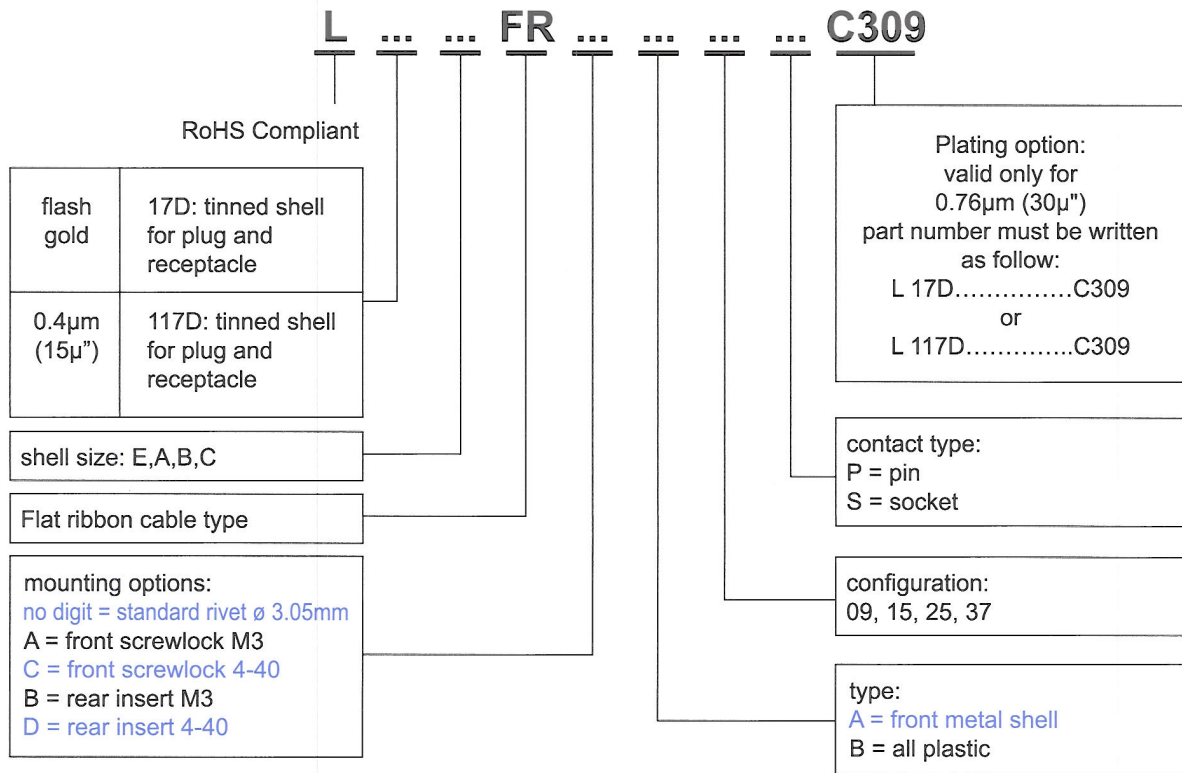 L ... ... FR ... ... ... ... C309
RoHS Compliant
flash
gold
17D: tinned shell
for plug and
receptacle
0.4µm
(15µ”)
117D: tinned shell
for plug and
receptacle
shell size: E,A,B,C
Flat ribbon cable type
mounting options:
no digit = standard rivet ø 3.05mm
A = front screwlock M3
C = front screwlock 4-40
B = rear insert M3
D = rear insert 4-40
Plating option:
valid only for
0.76µm (30µ")
part number must be written
as follow:
L 17D...............C309
or
L 117D..............C309
contact type:
P = pin
S = socket
configuration:
09, 15, 25, 37
type:
A = front metal shell
B = all plastic